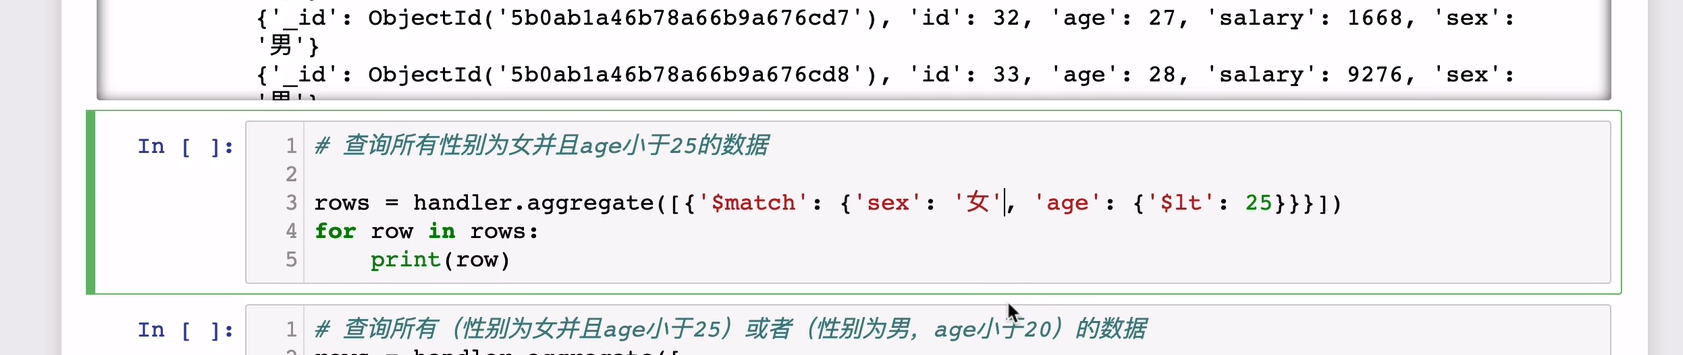 {'_id': ObjectId('5b0ab1a46b78a66b9a676cd7'), 'id': 32, 'age': 27, 'salary': 1668, 'sex':
'男'}
{'_id': ObjectId('5b0ab1a46b78a66b9a676cd8'), 'id': 33, 'age': 28, 'salary': 9276, 'sex':
'男'}
In [ ]: 1 # 查询所有性别为女并且age小于25的数据
2
3 rows = handler.aggregate([{'$match': {'sex': '女', 'age': {'$lt': 25}}}])
4 for row in rows:
5     print(row)
In [ ]: 1 # 查询所有（性别为女并且age小于25）或者（性别为男，age小于20）的数据
2 rows = handler.aggregate([